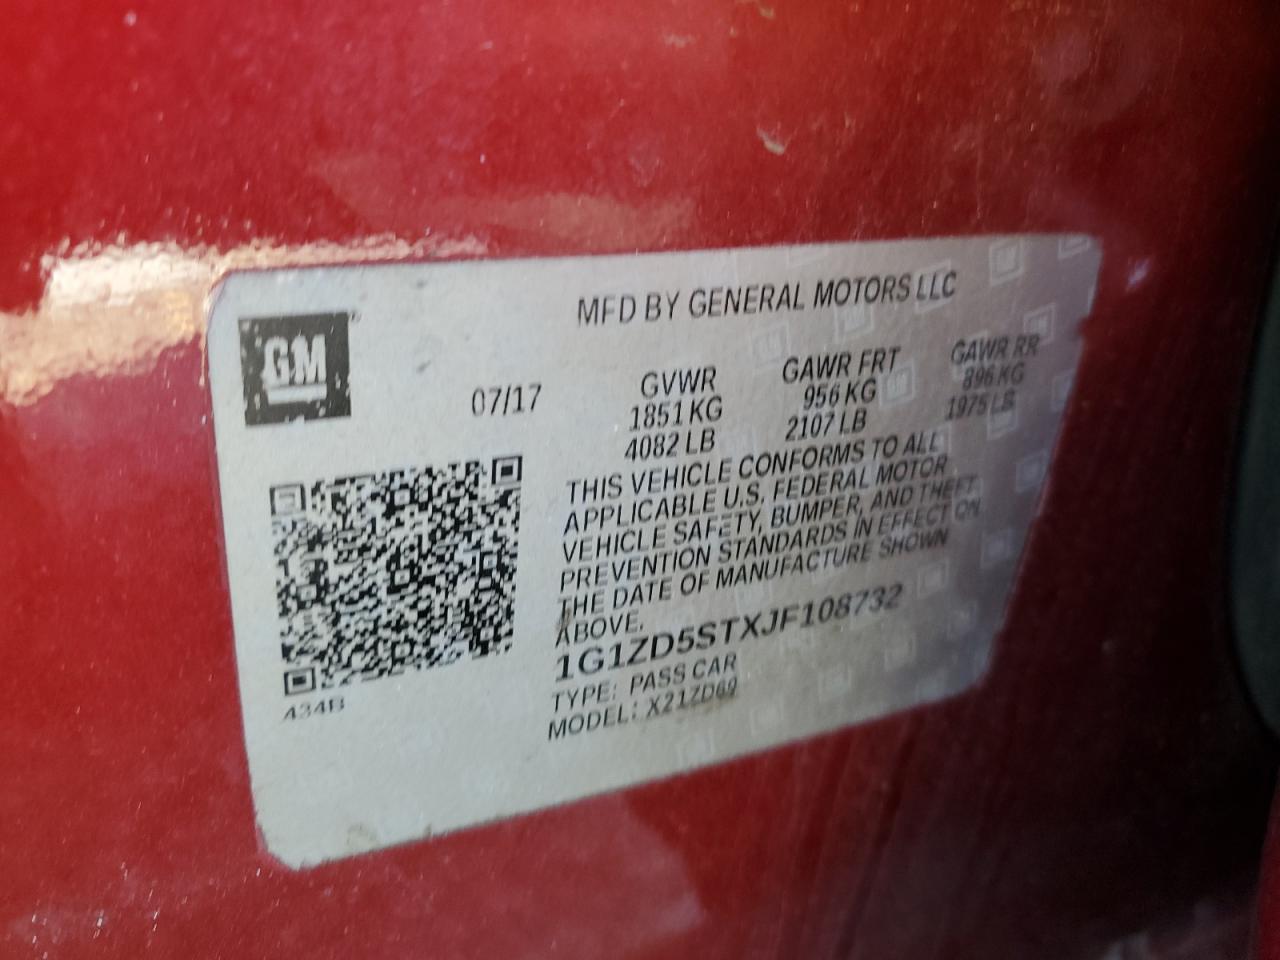 GM
MFD BY GENERAL MOTORS LLC
07/17
GVWR GAWR FRT GAWR RR
1851 KG 956 KG 896 KG
4082 LB 2107 LB 1975 LB
THIS VEHICLE CONFORMS TO ALL
APPLICABLE U.S. FEDERAL MOTOR
VEHICLE SAFETY, BUMPER, AND THEFT
PREVENTION STANDARDS IN EFFECT ON
THE DATE OF MANUFACTURE SHOWN
ABOVE.
1G1ZD5STXJF108732
TYPE: PASS CAR
MODEL: X21ZD69
434B